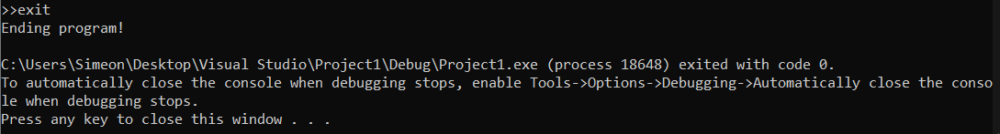 >>exit
Ending program!
C:\Users\Simeon\Desktop\Visual Studio\Project1\Debug\Project1.exe (process 18648) exited with code 0.
To automatically close the console when debugging stops, enable Tools->Options->Debugging->Automatically close the conso
le when debugging stops.
Press any key to close this window . . .